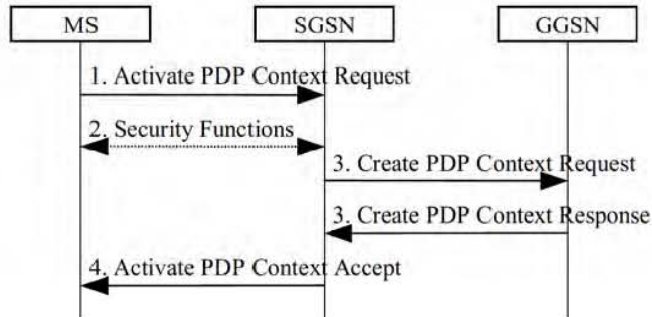 MS SGSN GGSN
1. Activate PDP Context Request
2. Security Functions
3. Create PDP Context Request
3. Create PDP Context Response
4. Activate PDP Context Accept